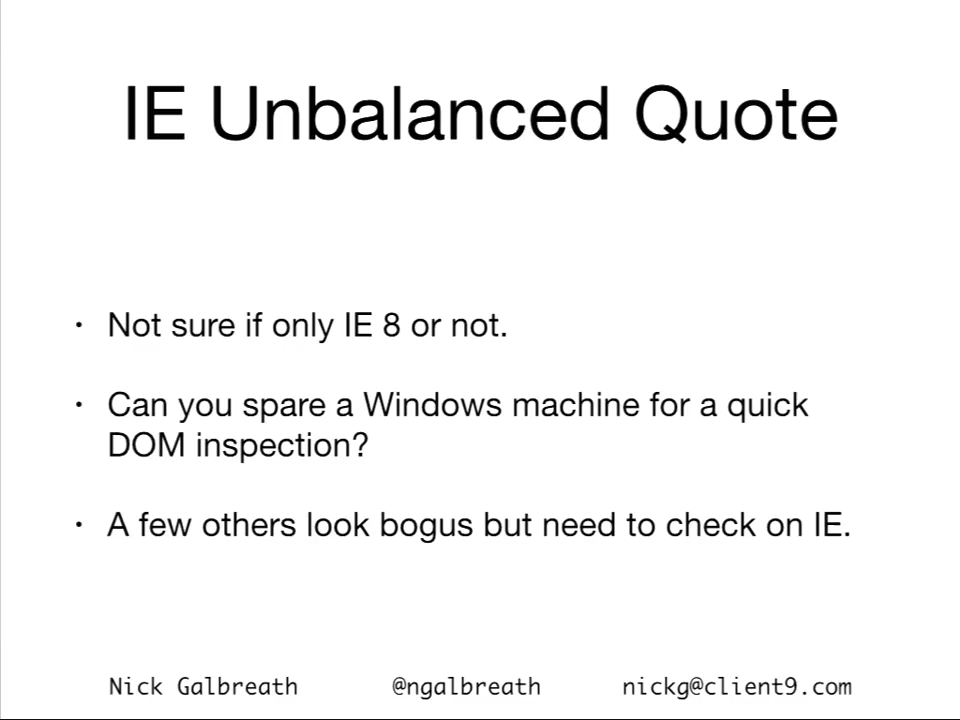 IE Unbalanced Quote
• Not sure if only IE 8 or not.
• Can you spare a Windows machine for a quick
DOM inspection?
• A few others look bogus but need to check on IE.
Nick Galbreath @ngalbreath nickg@client9.com